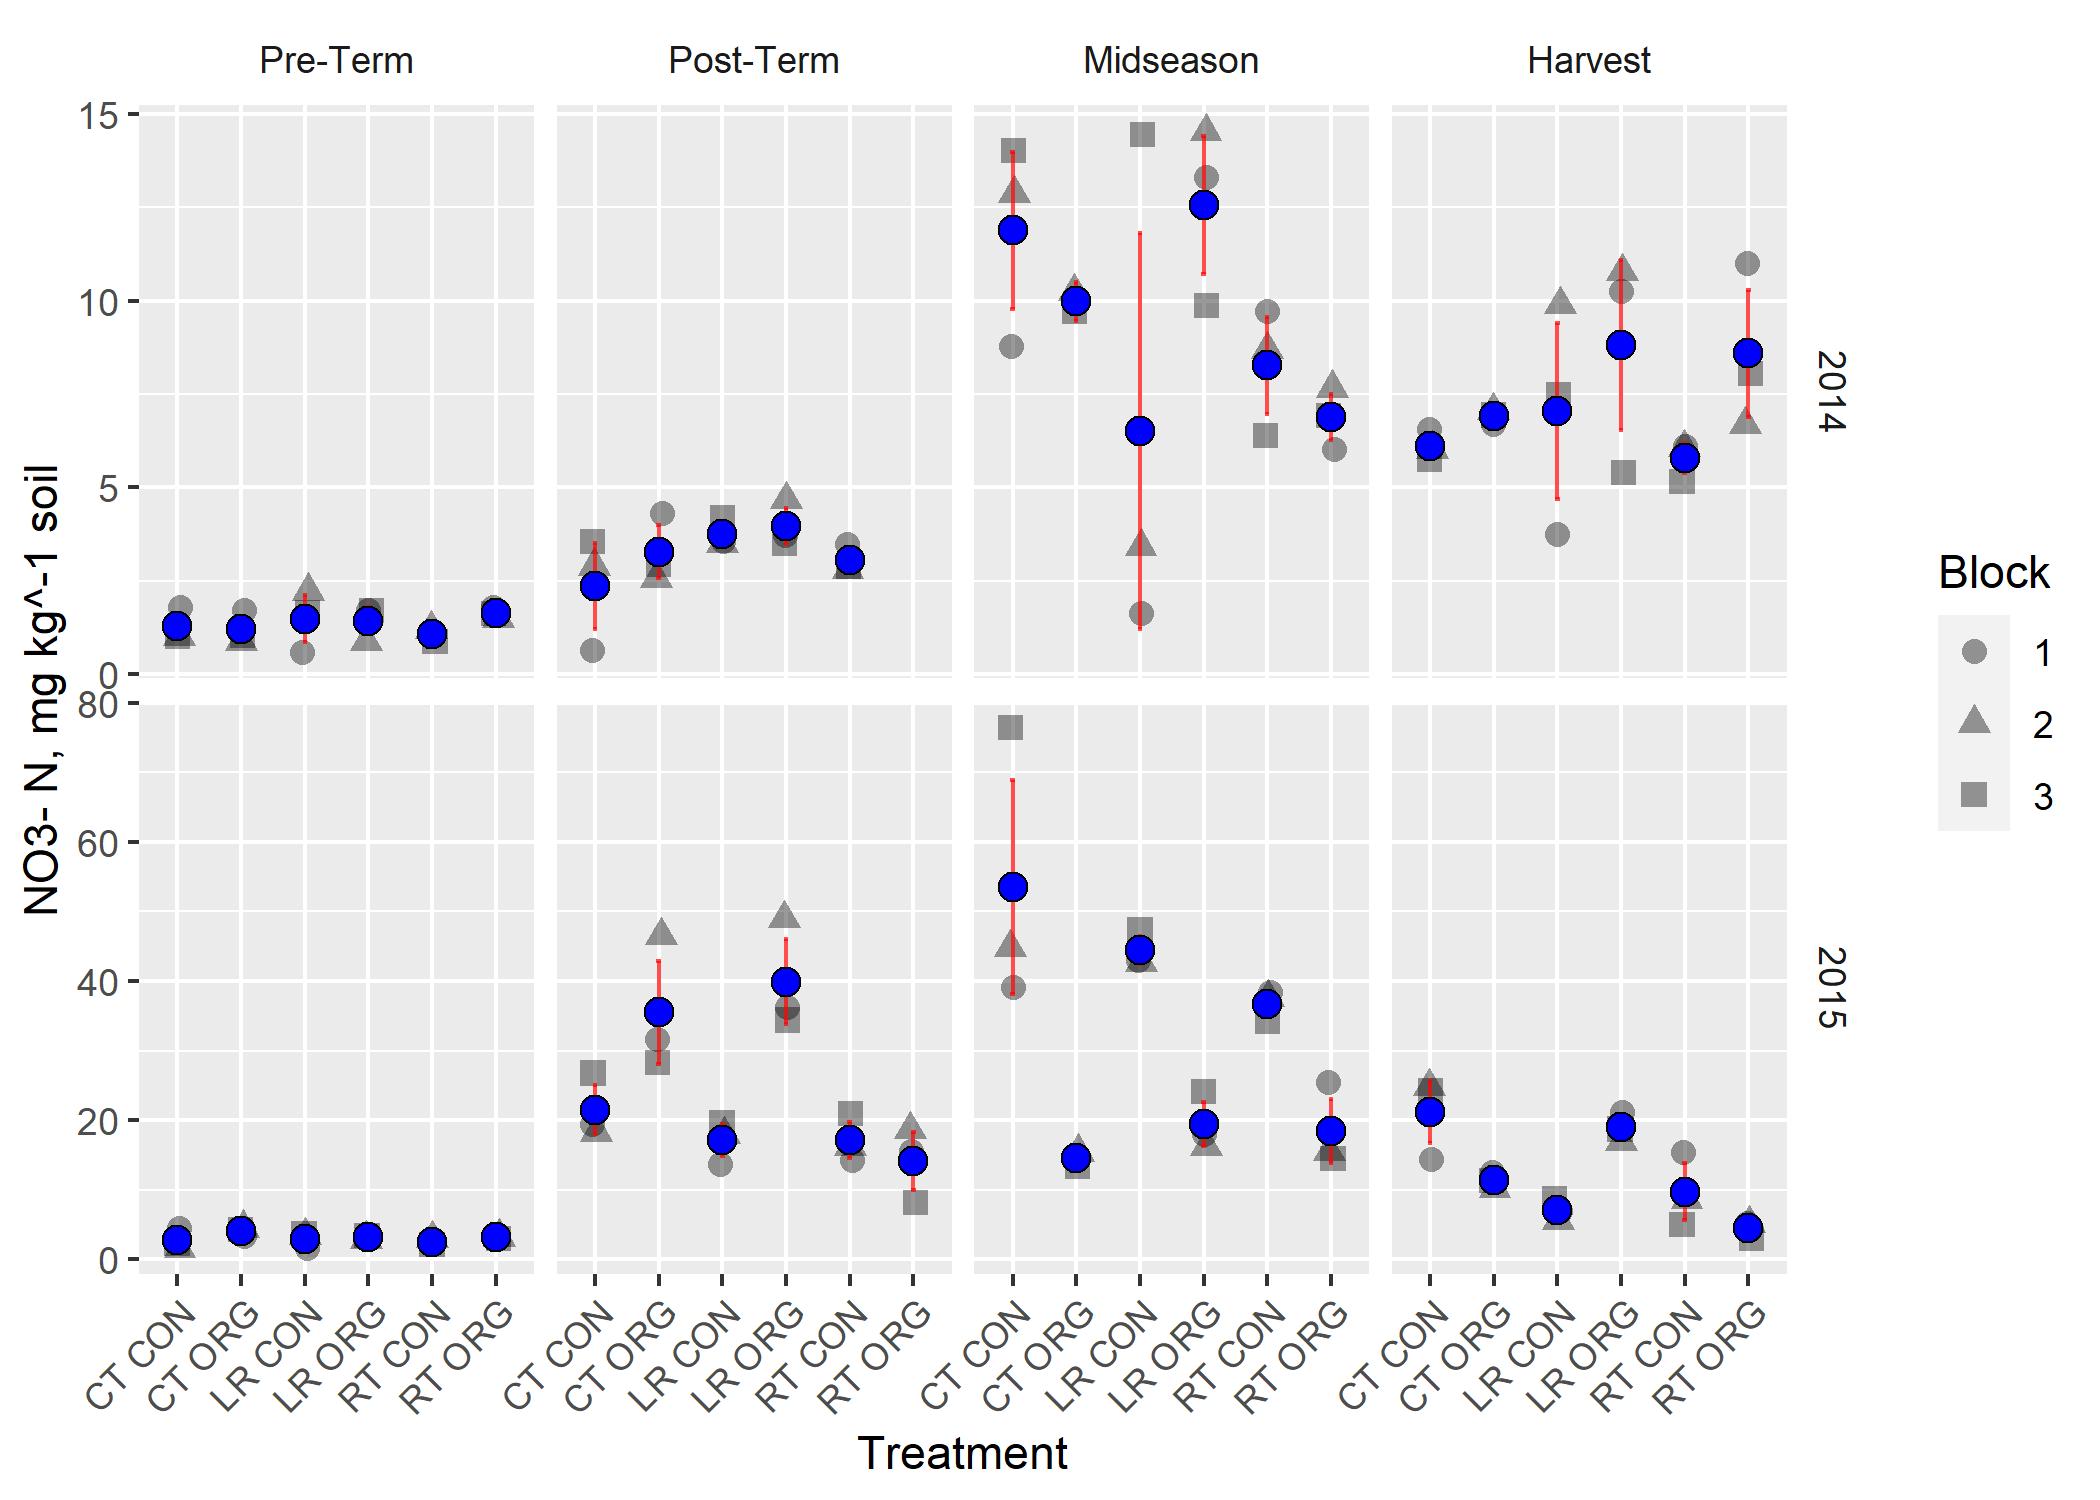 Pre-Term Post-Term Midseason Harvest
15
10
5
0
2014
80
60
40
20
0
2015
NO3- N, mg kg^-1 soil
CT CON CT ORG LR CON LR ORG RT CON RT ORG CT CON CT ORG LR CON LR ORG RT CON RT ORG CT CON CT ORG LR CON LR ORG RT CON RT ORG CT CON CT ORG LR CON LR ORG RT CON RT ORG
Treatment
Block
1
2
3